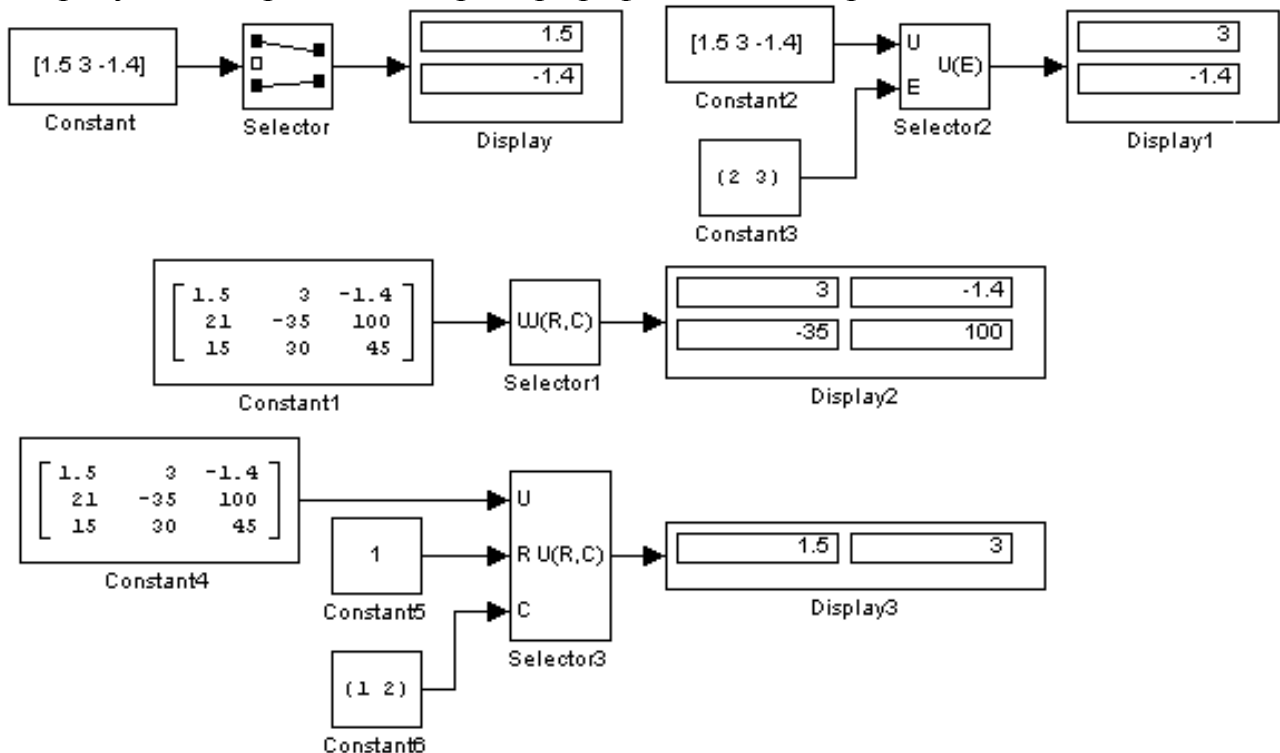 [1.5 3 -1.4]
Constant
Selector
1.5
-1.4
Display
[1.5 3 -1.4]
Constant2
(2 3)
Constant3
U
E
U(E)
Selector2
3
-1.4
Display1
1.5 3 -1.4
21 -35 100
15 30 45
Constant1
U(R,C)
Selector1
3 -1.4
-35 100
Display2
1.5 3 -1.4
21 -35 100
15 30 45
Constant4
1
Constant5
(1 2)
Constant6
U
R U(R,C)
C
Selector3
1.5 3
Display3